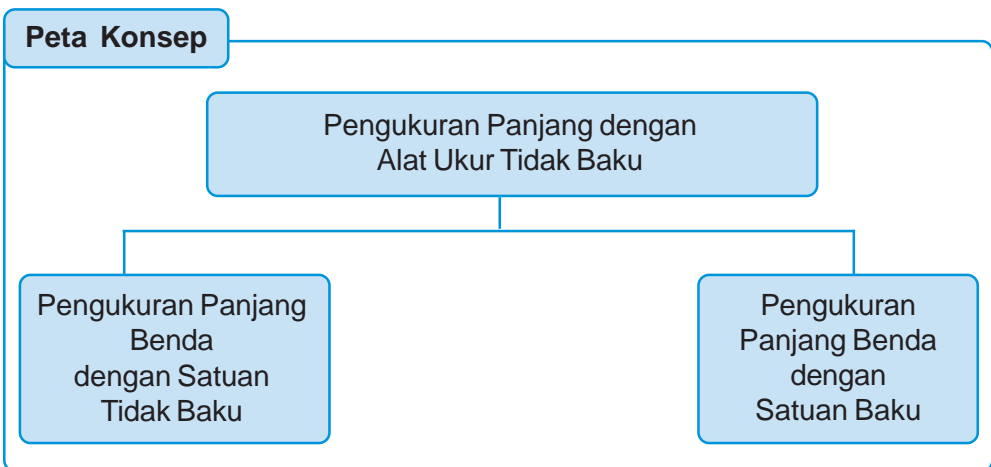 Peta Konsep
Pengukuran Panjang dengan
Alat Ukur Tidak Baku
Pengukuran Panjang
Benda
dengan Satuan
Tidak Baku
Pengukuran
Panjang Benda
dengan
Satuan Baku